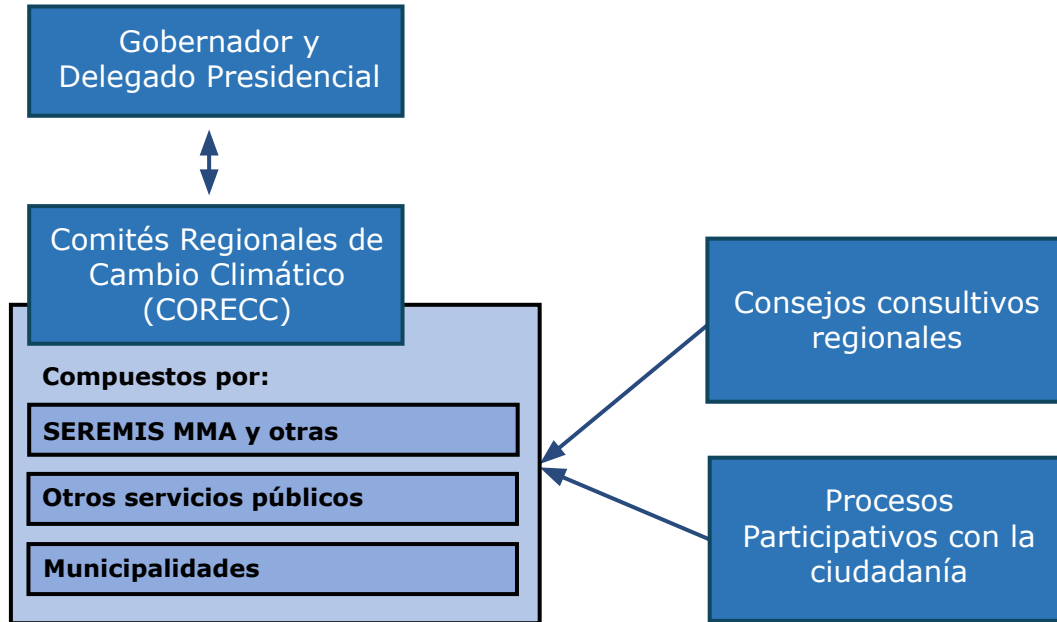 Gobernador y
Delegado Presidencial
Comités Regionales de
Cambio Climático
(CORECC)
Compuestos por:
SEREMIS MMA y otras
Otros servicios públicos
Municipalidades
Consejos consultivos
regionales
Procesos
Participativos con la
ciudadanía